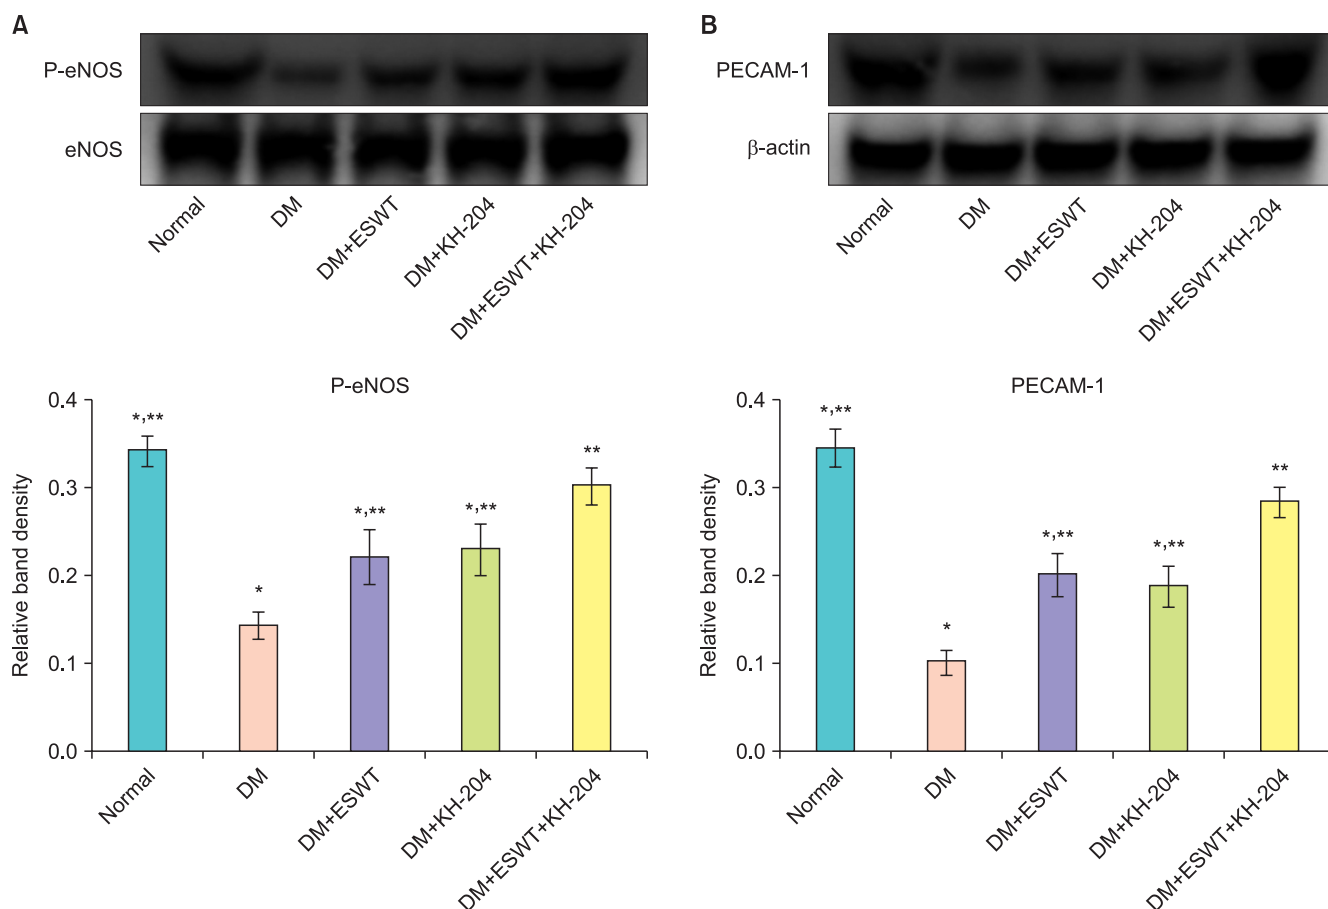 A
P-eNOS
eNOS
Normal
DM
DM+ESWT
DM+KH-204
DM+ESWT+KH-204
P-eNOS
Relative band density
0.4
0.3
0.2
0.1
0.0
*,**
*
*,**
*,**
**
Normal
DM
DM+ESWT
DM+KH-204
DM+ESWT+KH-204
B
PECAM-1
β-actin
Normal
DM
DM+ESWT
DM+KH-204
DM+ESWT+KH-204
PECAM-1
Relative band density
0.4
0.3
0.2
0.1
0.0
*,**
*
*,**
*,**
**
Normal
DM
DM+ESWT
DM+KH-204
DM+ESWT+KH-204